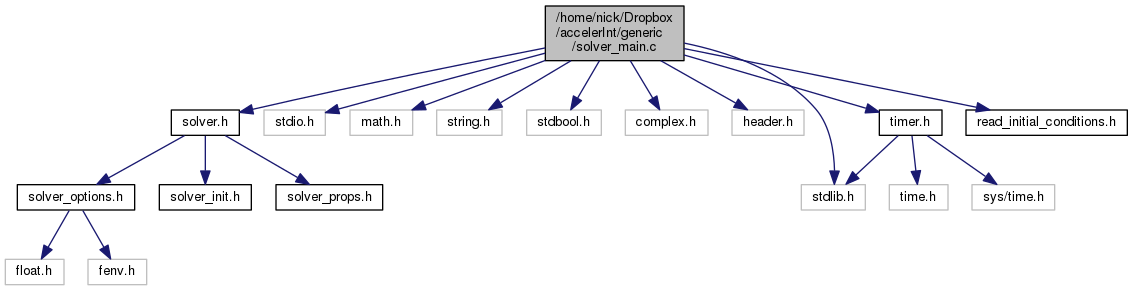 /home/nick/Dropbox
/accelerInt/generic
/solver_main.c
solver.h
stdio.h
math.h
string.h
stdbool.h
complex.h
header.h
timer.h
read_initial_conditions.h
solver_options.h
solver_init.h
solver_props.h
stdlib.h
time.h
sys/time.h
float.h
fenv.h